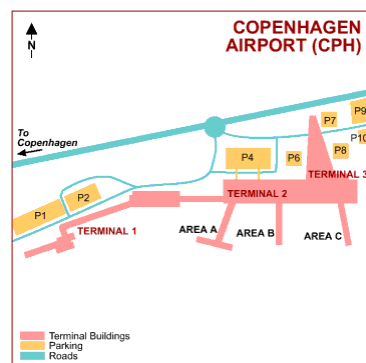 COPENHAGEN
AIRPORT (CPH)
N
To
Copenhagen
P7
P9
P10
P8
P4
P6
TERMINAL 3
P2
TERMINAL 2
P1
TERMINAL 1
AREA A
AREA B
AREA C
Terminal Buildings
Parking
Roads